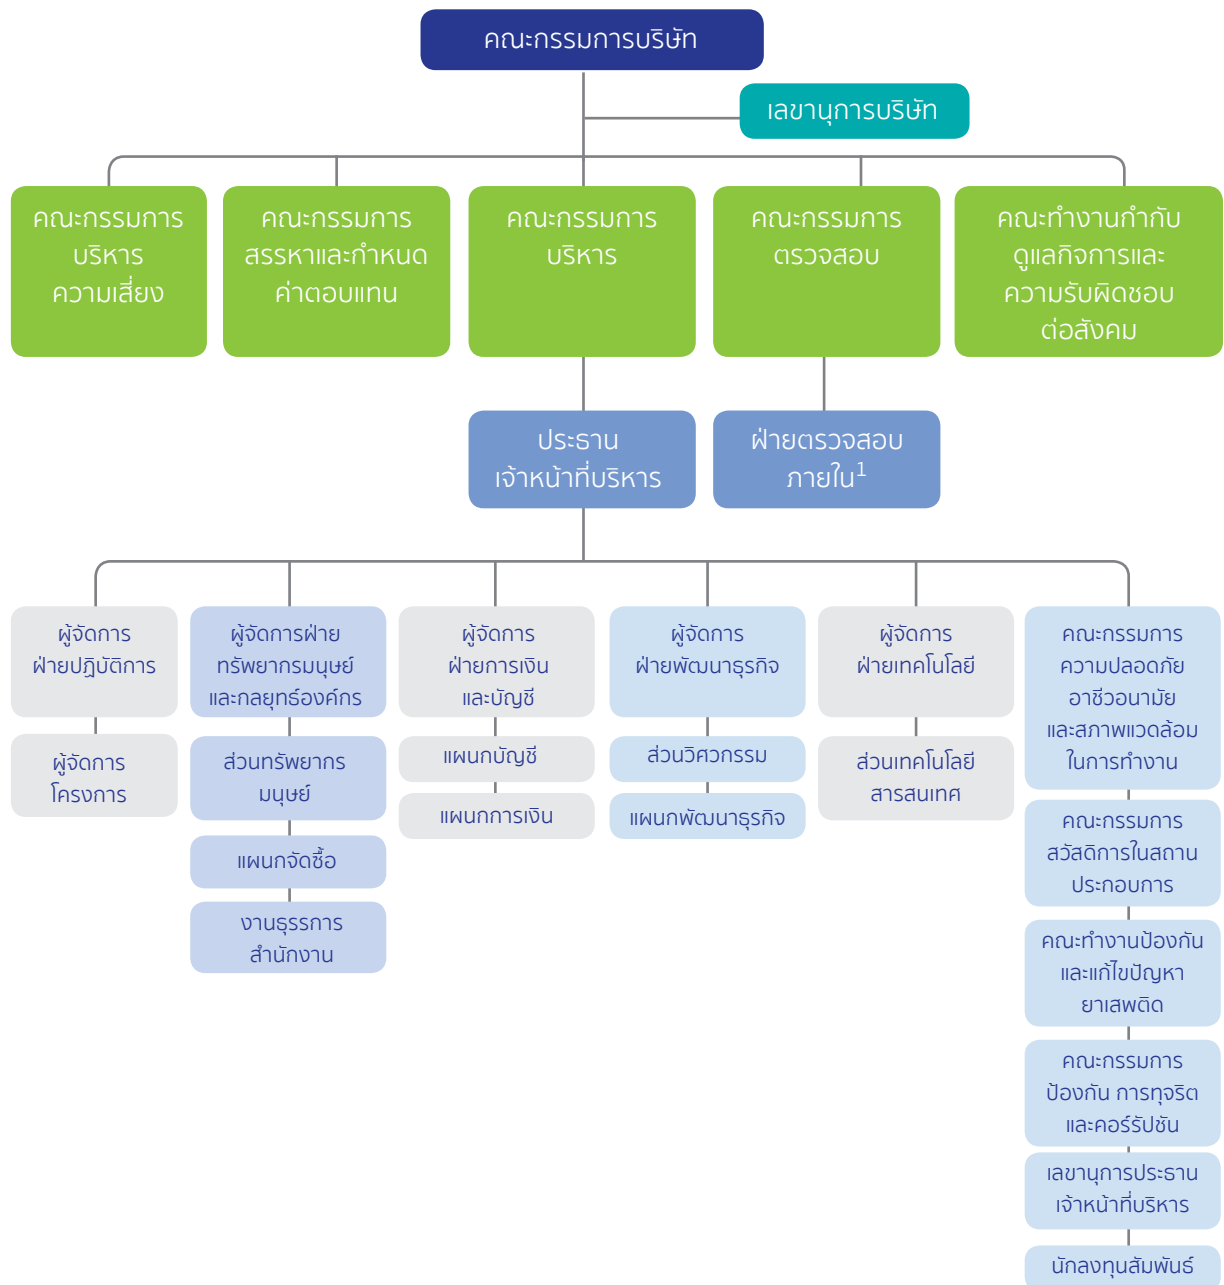 คณะกรรมการบริษัท
เลขานุการบริษัท
คณะกรรมการ
บริหาร
ความเสี่ยง
คณะกรรมการ
สรรหาและกำหนด
ค่าตอบแทน
คณะกรรมการ
บริหาร
คณะกรรมการ
ตรวจสอบ
คณะทำงานกำกับ
ดูแลกิจการและ
ความรับผิดชอบ
ต่อสังคม
ประธาน
เจ้าหน้าที่บริหาร
ฝ่ายตรวจสอบ
ภายใน¹
ผู้จัดการ
ฝ่ายปฏิบัติการ
ผู้จัดการ
โครงการ
ผู้จัดการฝ่าย
ทรัพยากรมนุษย์
และกลยุทธ์องค์กร
ส่วนทรัพยากร
มนุษย์
แผนกจัดซื้อ
งานธุรการ
สำนักงาน
ผู้จัดการ
ฝ่ายการเงิน
และบัญชี
แผนกบัญชี
แผนกการเงิน
ผู้จัดการ
ฝ่ายพัฒนาธุรกิจ
ส่วนวิศวกรรม
แผนกพัฒนาธุรกิจ
ผู้จัดการ
ฝ่ายเทคโนโลยี
ส่วนเทคโนโลยี
สารสนเทศ
คณะกรรมการ
ความปลอดภัย
อาชีวอนามัย
และสภาพแวดล้อม
ในการทำงาน
คณะกรรมการ
สวัสดิการในสถาน
ประกอบการ
คณะทำงานป้องกัน
และแก้ไขปัญหา
ยาเสพติด
คณะกรรมการ
ป้องกัน การทุจริต
และคอร์รัปชัน
เลขานุการประธาน
เจ้าหน้าที่บริหาร
นักลงทุนสัมพันธ์